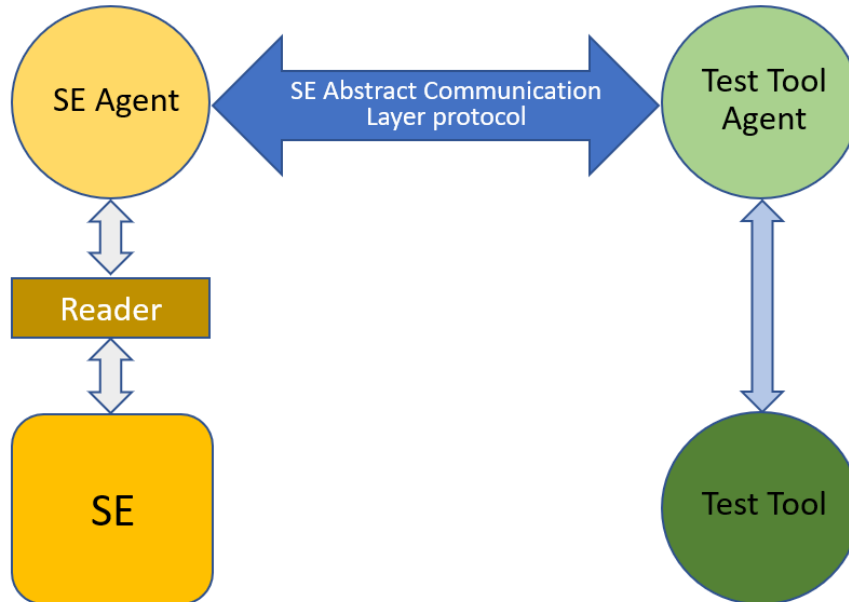 SE Agent
SE Abstract Communication
Layer protocol
Test Tool
Agent
Reader
SE
Test Tool